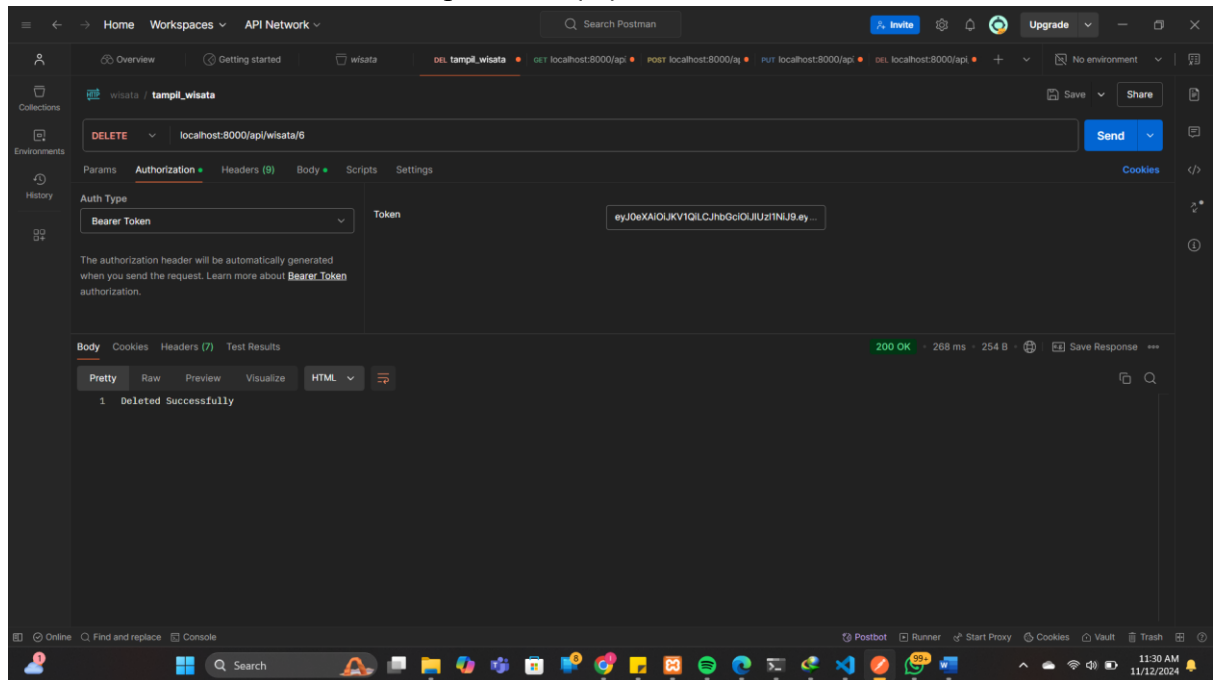 Home Workspaces API Network Search Postman Invite Upgrade
Overview Getting started wisata DEL tampil_wisata GET localhost:8000/api POST localhost:8000/a PUT localhost:8000/api DEL localhost:8000/api No environment
Collections
HTTP wisata / tampil_wisata Save Share
DELETE localhost:8000/api/wisata/6 Send
Environments
Params Authorization Headers (9) Body Scripts Settings Cookies
History
Auth Type
Bearer Token Token eyJ0eXAiOiJKV1QiLCJhbGciOiJIUzI1NiJ9.ey...
The authorization header will be automatically generated
when you send the request. Learn more about Bearer Token
authorization.
Body Cookies Headers (7) Test Results 200 OK 268 ms 254 B Save Response
Pretty Raw Preview Visualize HTML
1 Deleted Successfully
Online Find and replace Console Postbot Runner Start Proxy Cookies Vault Trash
1 Search 8 99+ 11:30 AM
11/12/2024